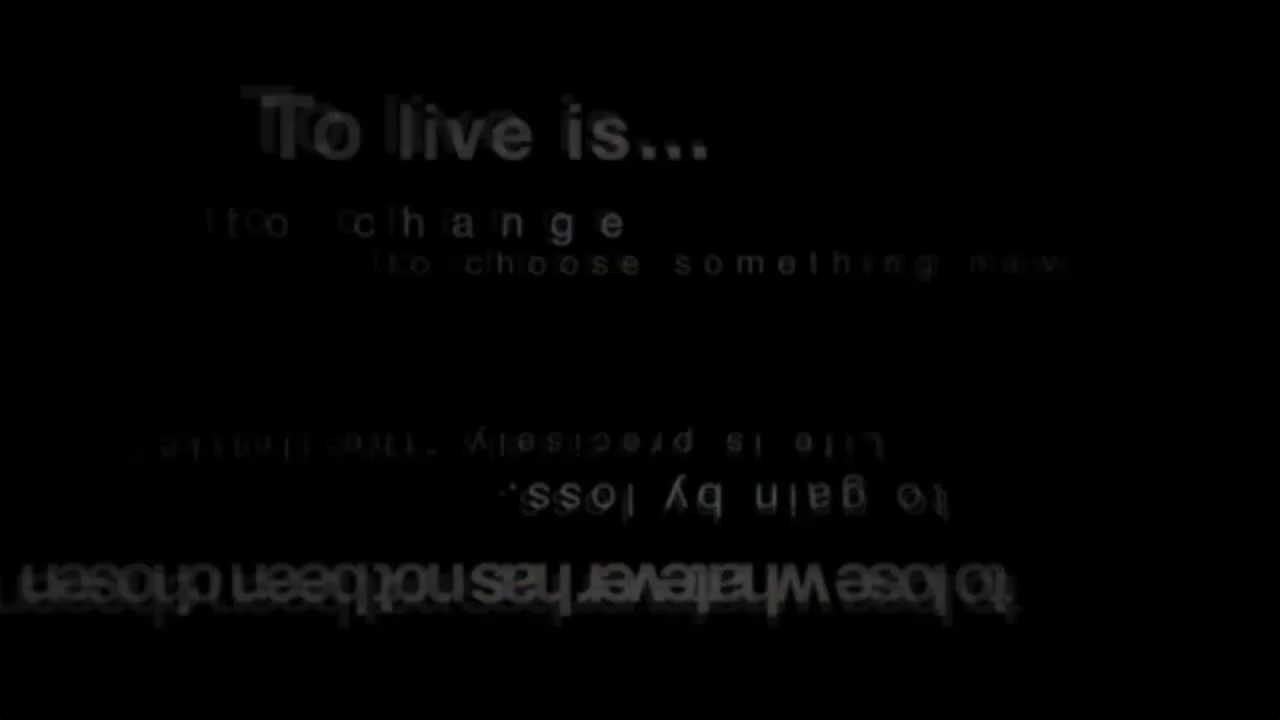 To live is...
to change
to choose something new
Life is precisely
to gain by loss.
to lose whatever has not been chosen